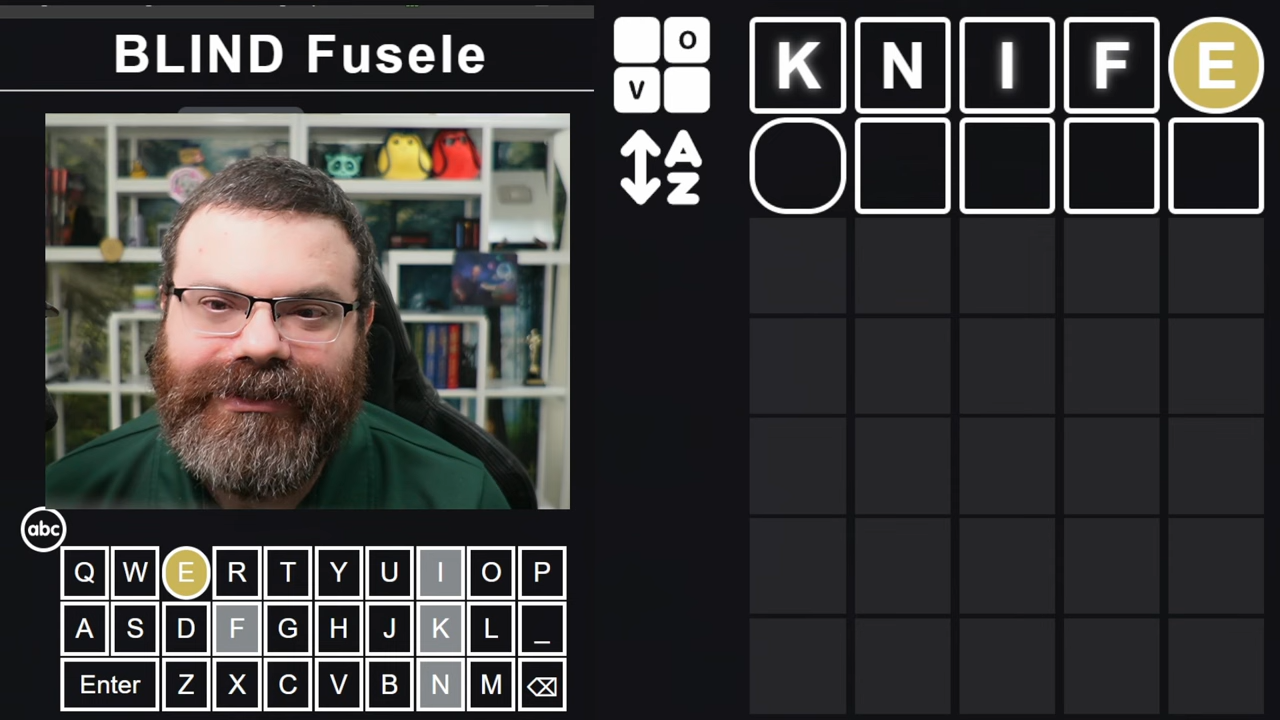 BLIND Fusele
O
V
A
Z
K N I F E
abc
Q W E R T Y U I O P
A S D F G H J K L _
Enter Z X C V B N M ⌫